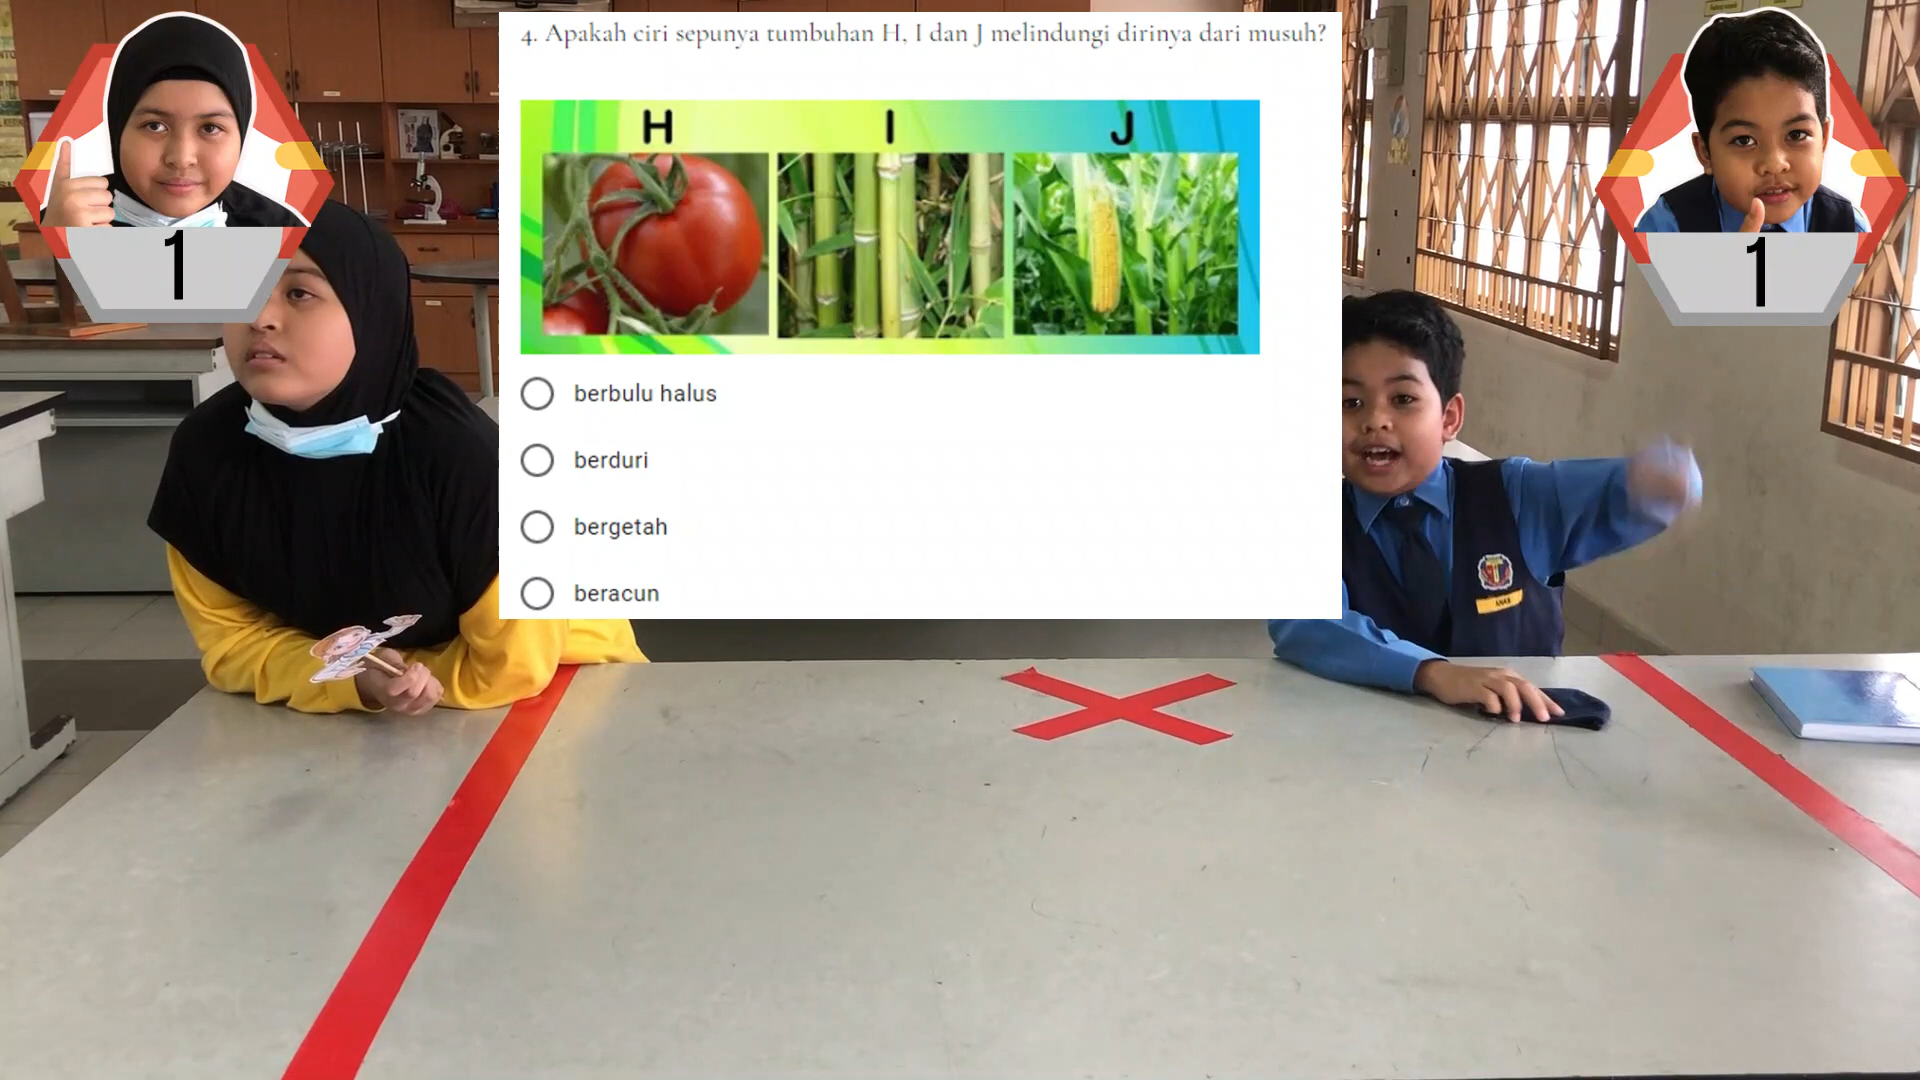 4. Apakah ciri sepunya tumbuhan H, I dan J melindungi dirinya dari musuh?
H I J
berbulu halus
berduri
bergetah
beracun
1
1